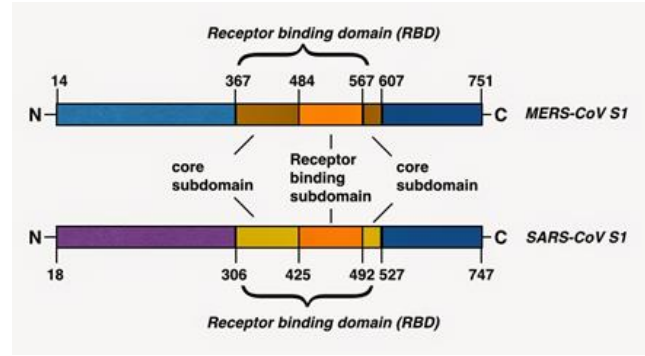 Receptor binding domain (RBD)
14 367 484 567 607 751
N C MERS-CoV S1
core
subdomain
Receptor
binding
subdomain
core
subdomain
N C SARS-CoV S1
18 306 425 492 527 747
Receptor binding domain (RBD)